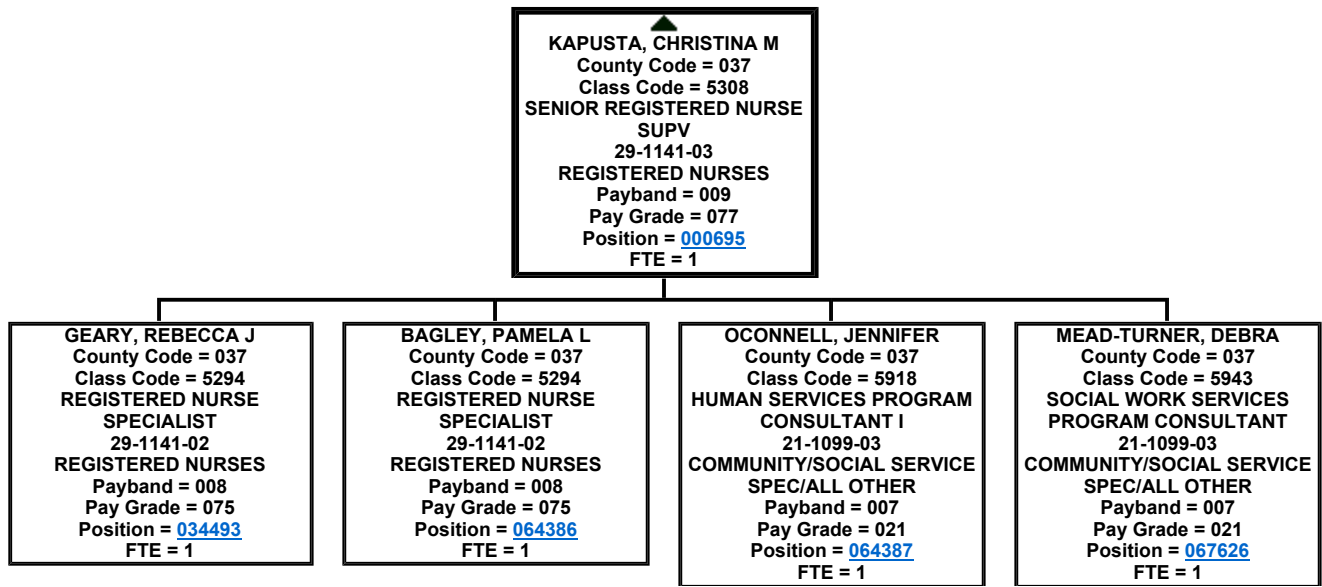 KAPUSTA, CHRISTINA M
County Code = 037
Class Code = 5308
SENIOR REGISTERED NURSE
SUPV
29-1141-03
REGISTERED NURSES
Payband = 009
Pay Grade = 077
Position = 000695
FTE = 1
GEARY, REBECCA J
County Code = 037
Class Code = 5294
REGISTERED NURSE
SPECIALIST
29-1141-02
REGISTERED NURSES
Payband = 008
Pay Grade = 075
Position = 034493
FTE = 1
BAGLEY, PAMELA L
County Code = 037
Class Code = 5294
REGISTERED NURSE
SPECIALIST
29-1141-02
REGISTERED NURSES
Payband = 008
Pay Grade = 075
Position = 064386
FTE = 1
OCONNELL, JENNIFER
County Code = 037
Class Code = 5918
HUMAN SERVICES PROGRAM
CONSULTANT I
21-1099-03
COMMUNITY/SOCIAL SERVICE
SPEC/ALL OTHER
Payband = 007
Pay Grade = 021
Position = 064387
FTE = 1
MEAD-TURNER, DEBRA
County Code = 037
Class Code = 5943
SOCIAL WORK SERVICES
PROGRAM CONSULTANT
21-1099-03
COMMUNITY/SOCIAL SERVICE
SPEC/ALL OTHER
Payband = 007
Pay Grade = 021
Position = 067626
FTE = 1